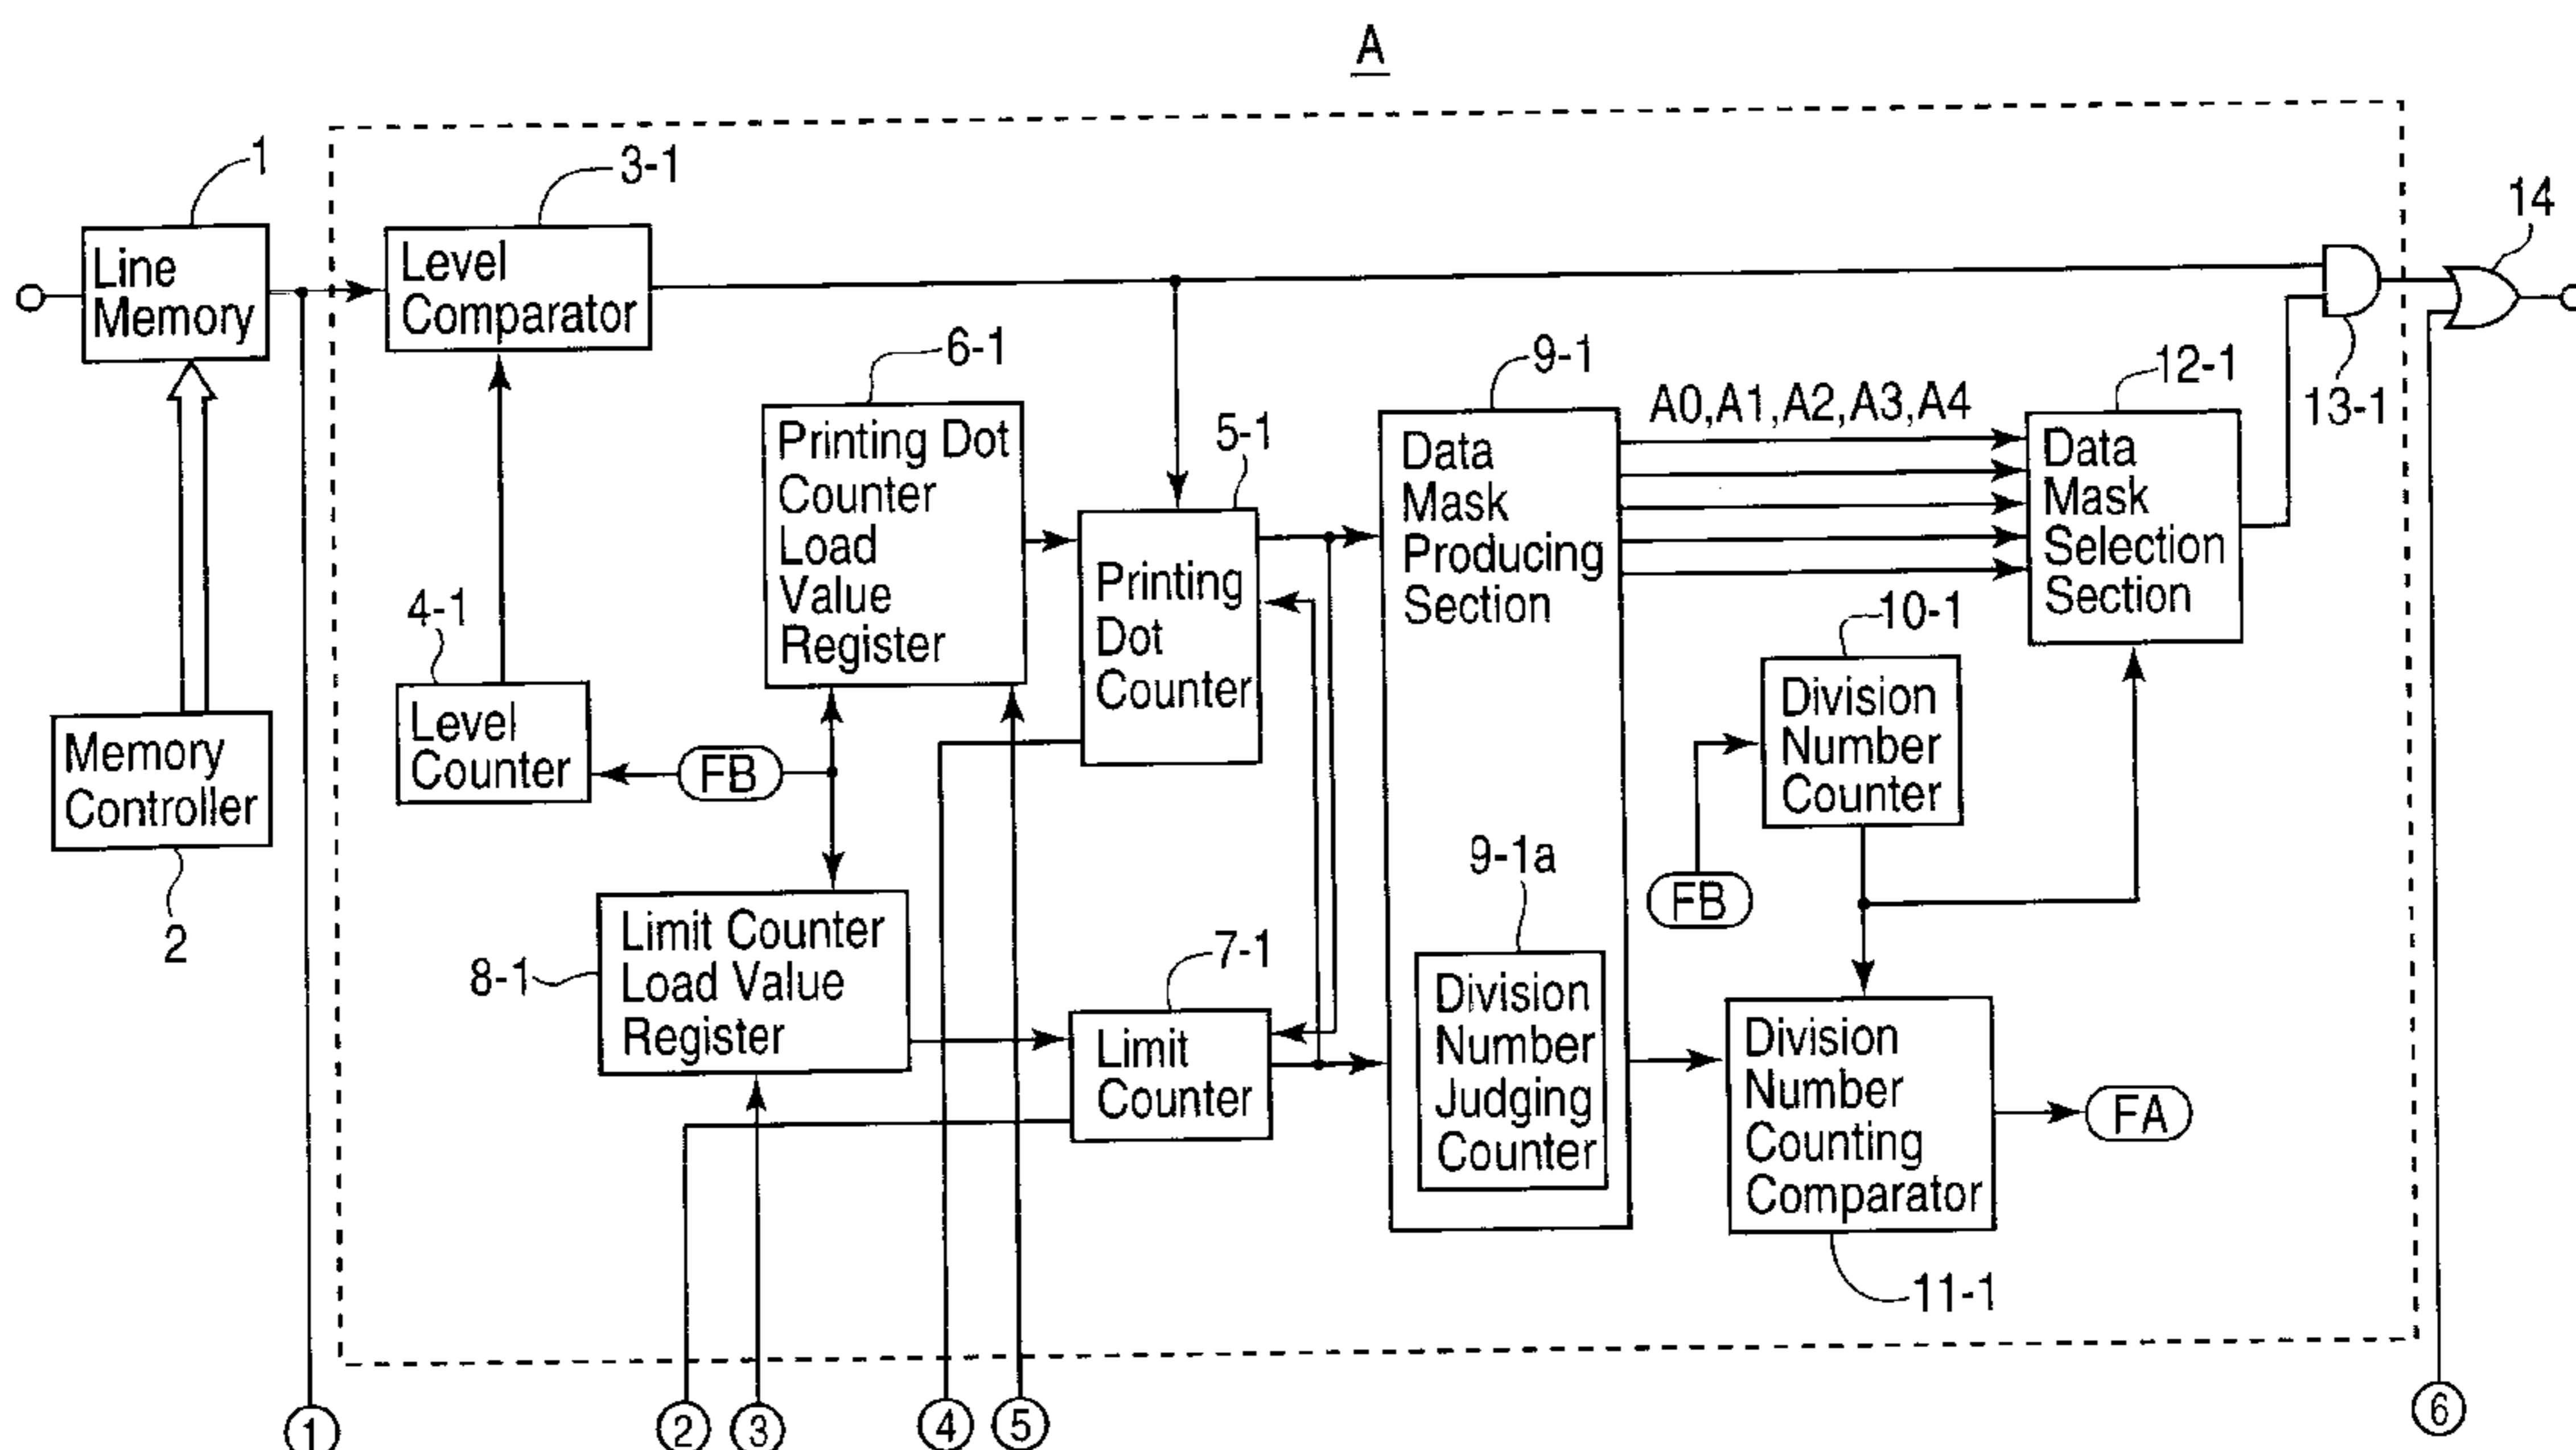 A
1
3-1
14
Line
Memory
Level
Comparator
6-1
9-1
12-1
13-1
A0,A1,A2,A3,A4
5-1
Printing Dot
Counter
Load
Value
Register
Data
Mask
Producing
Section
Data
Mask
Selection
Section
4-1
Printing
Dot
Counter
10-1
Memory
Controller
Level
Counter
FB
Division
Number
Counter
2
9-1a
FB
8-1
Limit Counter
Load Value
Register
7-1
Limit
Counter
Division
Number
Judging
Counter
Division
Number
Counting
Comparator
FA
11-1
1
2
3
4
5
6